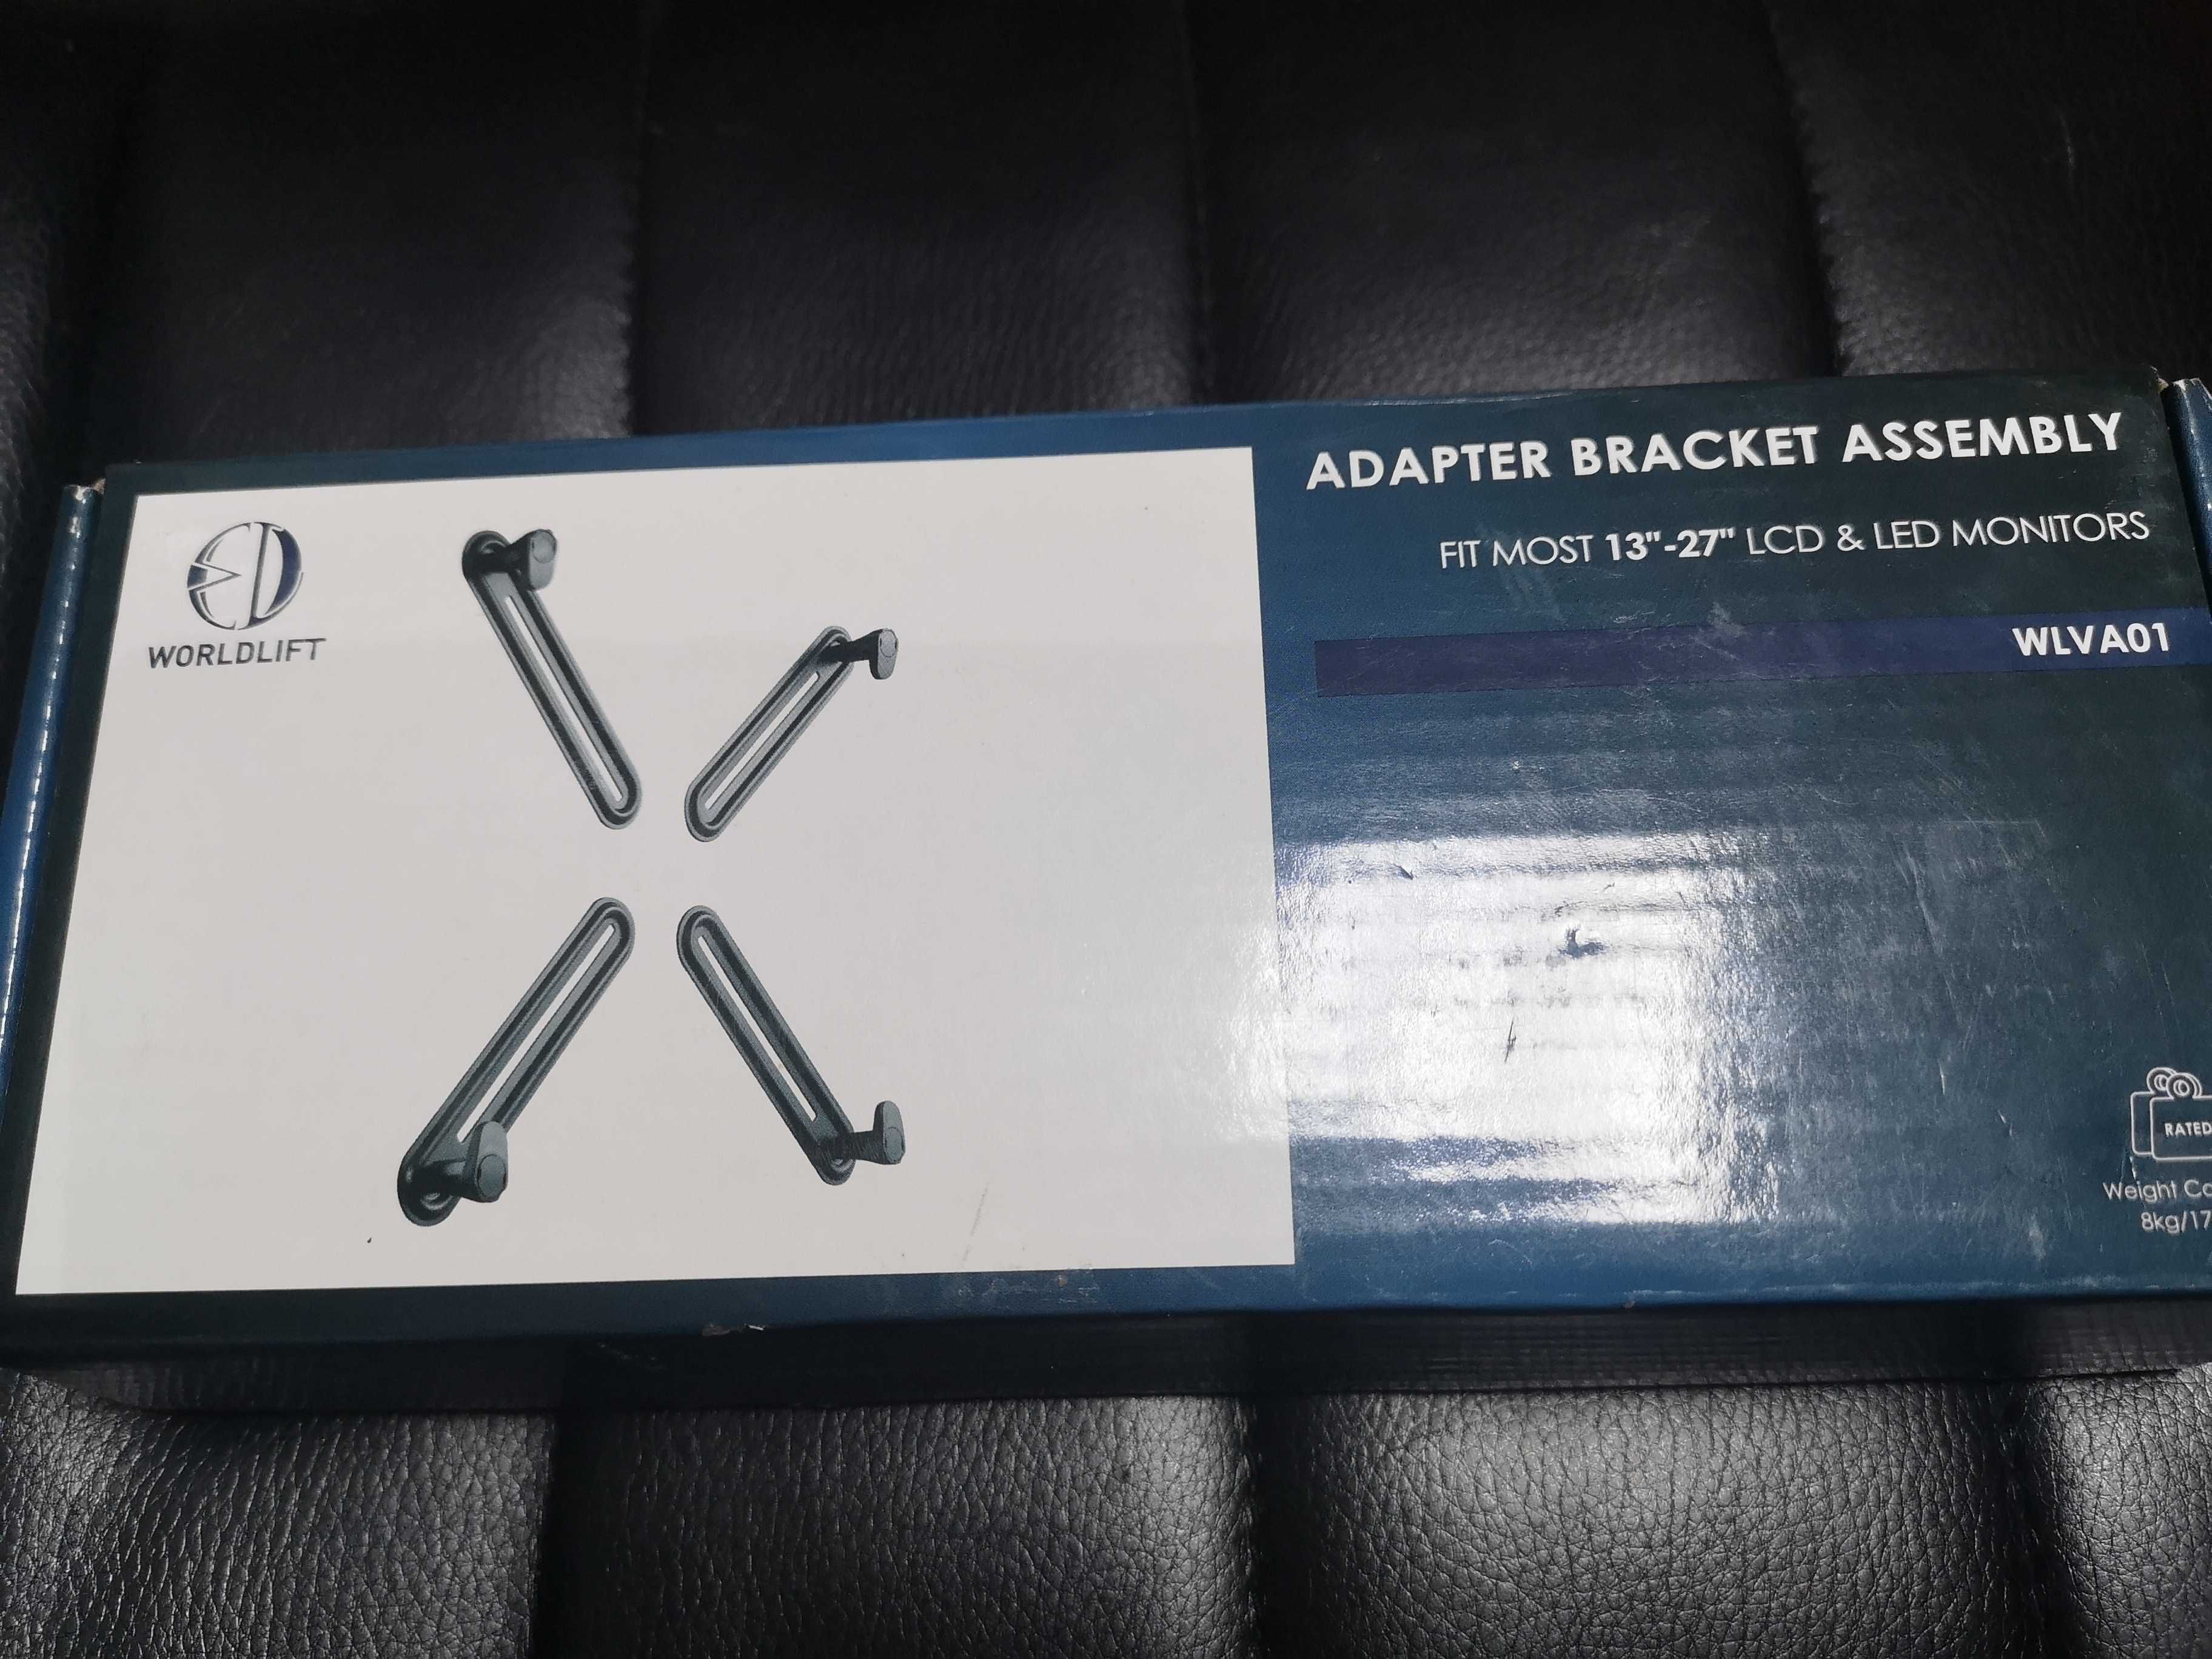 WORLDLIFT
ADAPTER BRACKET ASSEMBLY
FIT MOST 13"-27" LCD & LED MONITORS
WLVA01
RATED
Weight
8kg/17